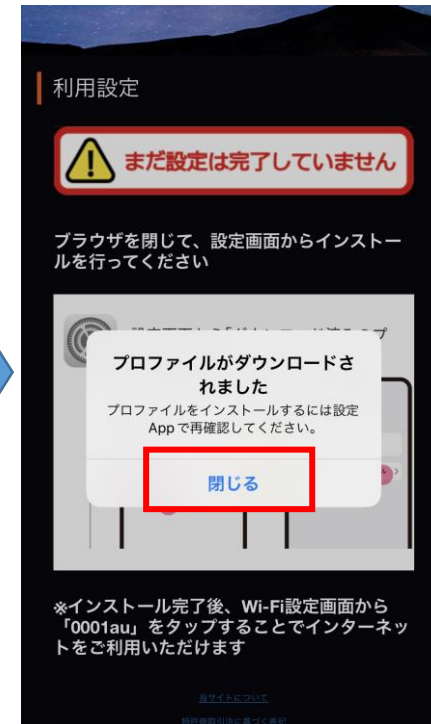 利用設定
まだ設定は完了していません
ブラウザを閉じて、設定画面からインストー
ルを行ってください
プロファイルがダウンロードさ
れました
プロファイルをインストールするには設定
Appで再確認してください。
閉じる
※インストール完了後、Wi-Fi設定画面から
「0001au」をタップすることでインターネッ
トをご利用いただけます
当サイトについて